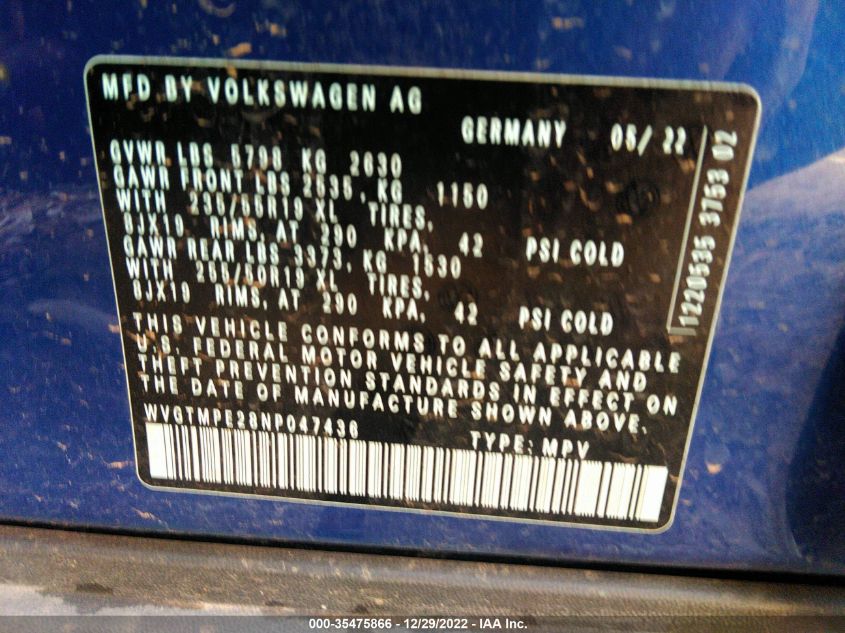 MFD BY VOLKSWAGEN AG
GERMANY 05/22
GVWR LBS 5798 KG 2630
GAWR FRONT LBS 2535, KG 1150
WITH 235/55R19 XL TIRES,
8JX19 RIMS, AT 290 KPA, 42 PSI COLD
GAWR REAR LBS 3373, KG 1530
WITH 255/50R19 XL TIRES,
8JX19 RIMS, AT 290 KPA, 42 PSI COLD
THIS VEHICLE CONFORMS TO ALL APPLICABLE
U.S. FEDERAL MOTOR VEHICLE SAFETY AND
THEFT PREVENTION STANDARDS IN EFFECT ON
THE DATE OF MANUFACTURE SHOWN ABOVE.
WVGTMPE28NP047436 TYPE: MPV
1220535 3753 02
000-35475866 - 12/29/2022 - IAA Inc.